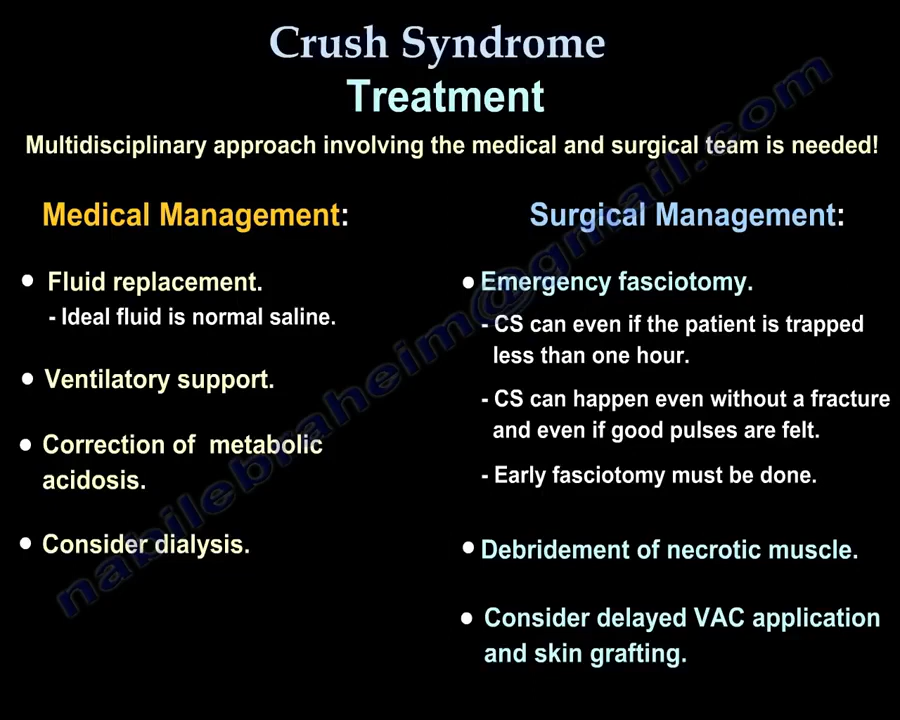 Crush Syndrome
Treatment
Multidisciplinary approach involving the medical and surgical team is needed!
Medical Management:
• Fluid replacement.
- Ideal fluid is normal saline.
• Ventilatory support.
• Correction of metabolic
acidosis.
• Consider dialysis.
Surgical Management:
• Emergency fasciotomy.
- CS can even if the patient is trapped
less than one hour.
- CS can happen even without a fracture
and even if good pulses are felt.
- Early fasciotomy must be done.
• Debridement of necrotic muscle.
• Consider delayed VAC application
and skin grafting.
nabilebraheim@gmail.com